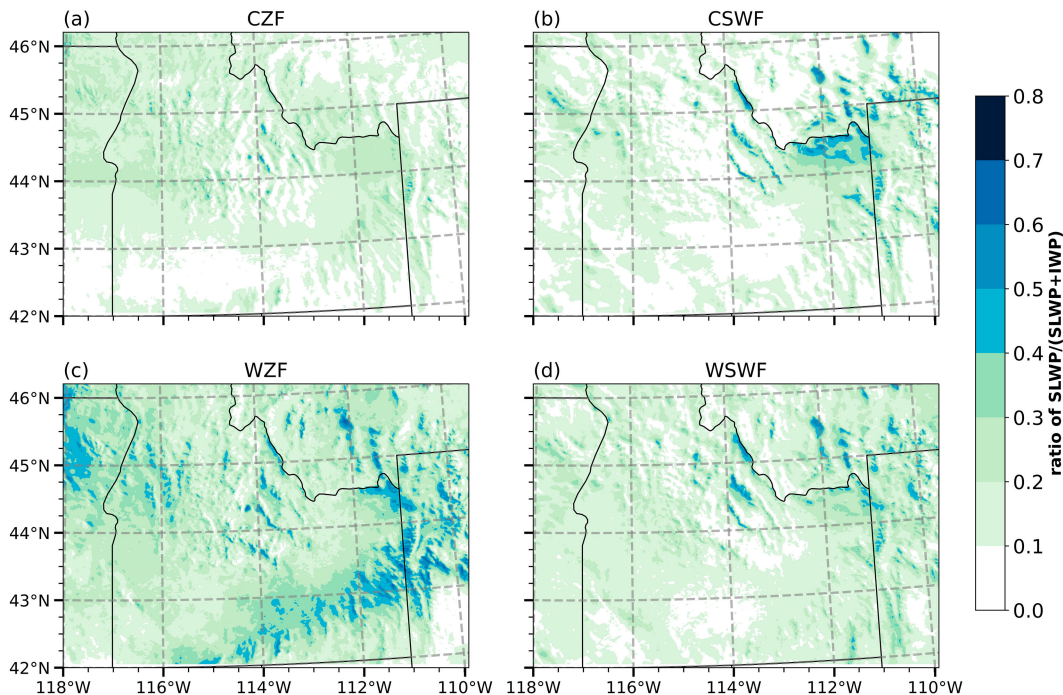 (a) CZF
(b) CSWF
46°N
45°N
44°N
43°N
42°N
(c) WZF
(d) WSWF
46°N
45°N
44°N
43°N
42°N
118°W 116°W 114°W 112°W 110°W
118°W 116°W 114°W 112°W 110°W
0.8
0.7
0.6
0.5
0.4
0.3
0.2
0.1
0.0
ratio of SLWP/(SLWP+IWP)